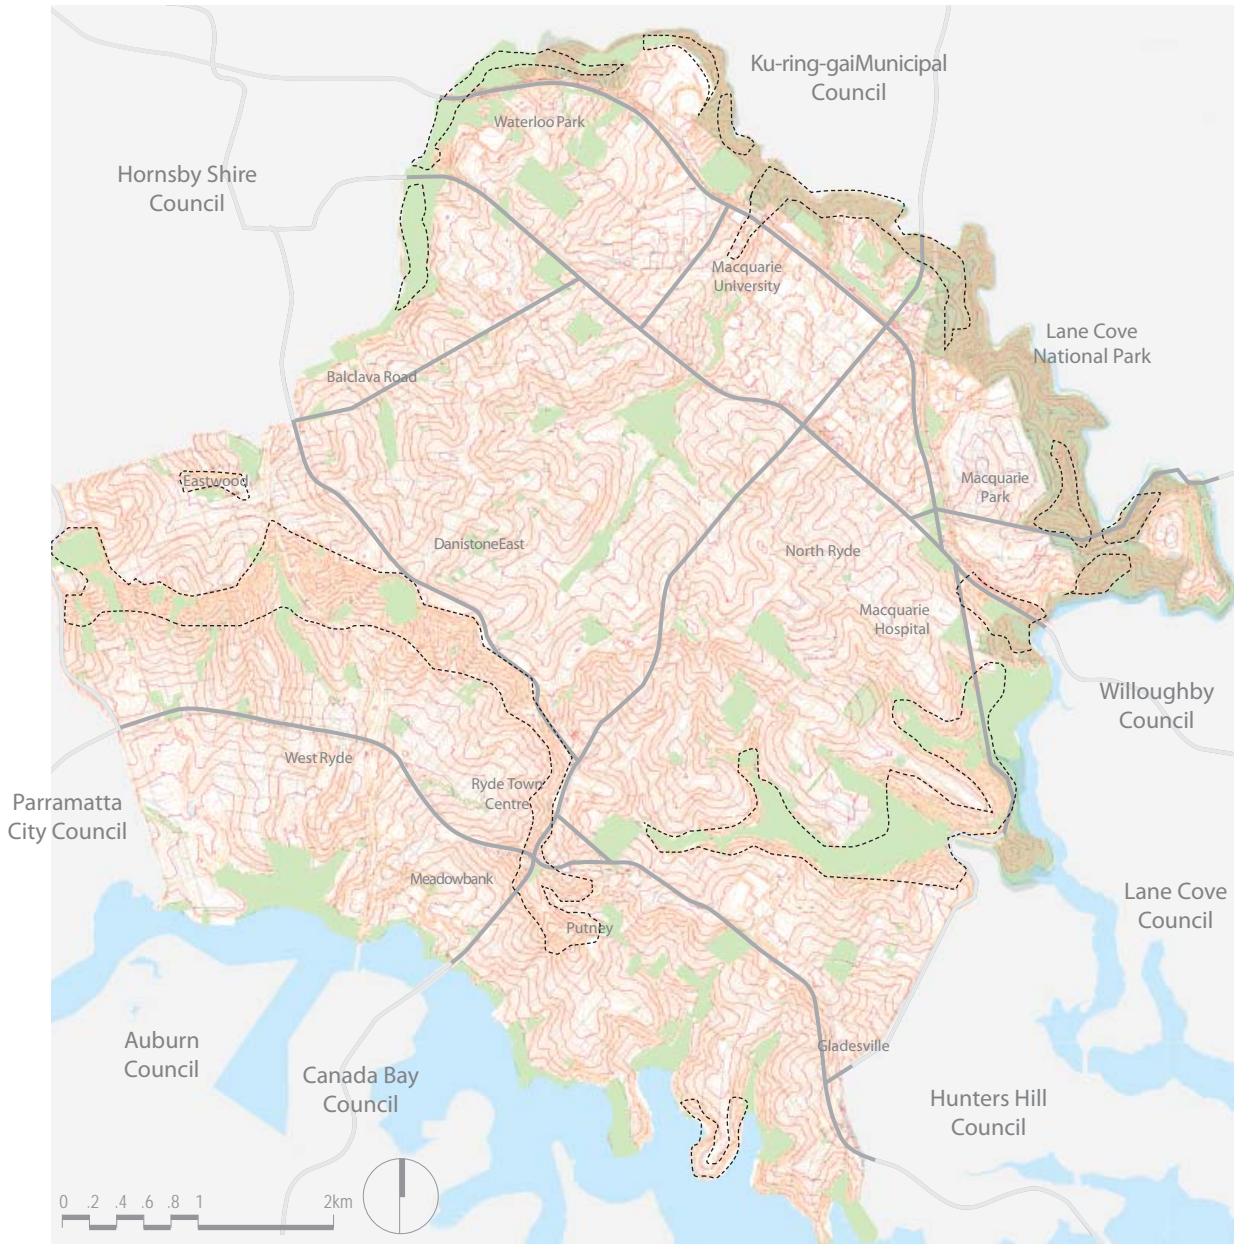 Ku-ring-gaiMunicipal
Council
Waterloo Park
Hornsby Shire
Council
Macquarie
University
Lane Cove
National Park
Balclava Road
Eastwood
Macquarie
Park
DanistoneEast
North Ryde
Macquarie
Hospital
Willoughby
Council
West Ryde
Ryde Town
Centre
Parramatta
City Council
Meadowbank
Lane Cove
Council
Putney
Auburn
Council
Gladesville
Canada Bay
Council
Hunters Hill
Council
0 .2 .4 .6 .8 1 2km